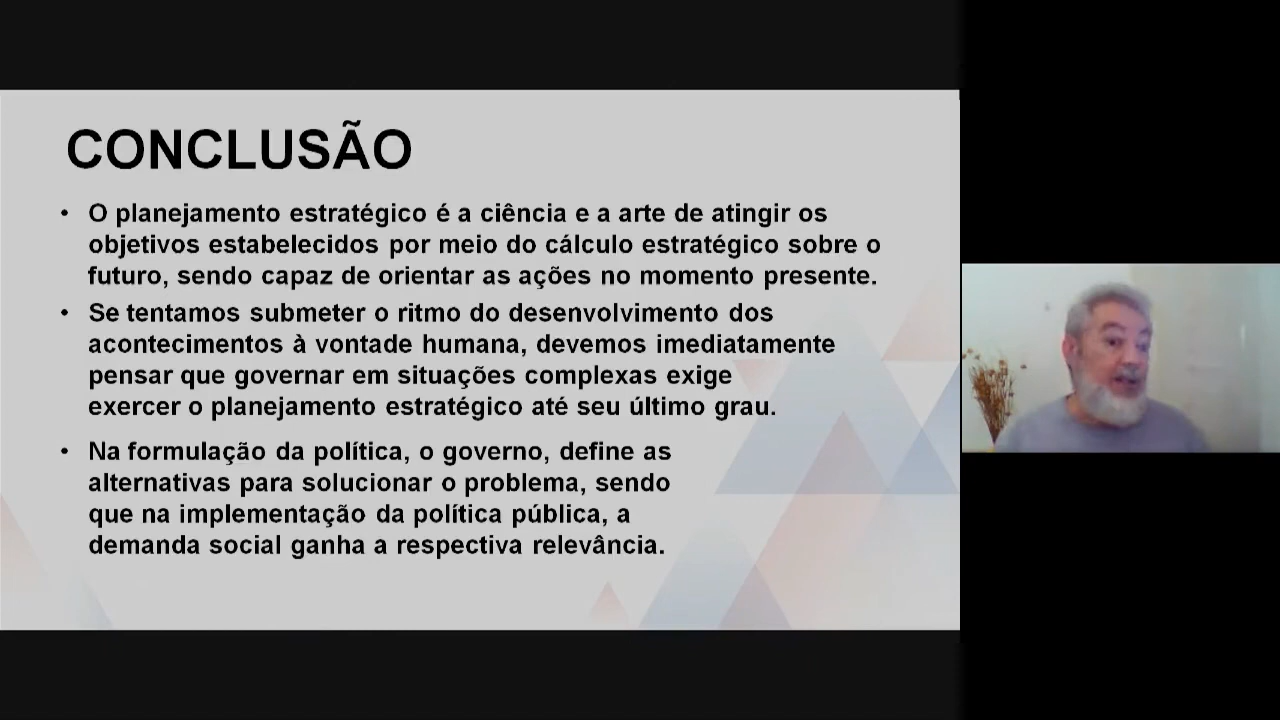 CONCLUSÃO
• O planejamento estratégico é a ciência e a arte de atingir os
objetivos estabelecidos por meio do cálculo estratégico sobre o
futuro, sendo capaz de orientar as ações no momento presente.
• Se tentamos submeter o ritmo do desenvolvimento dos
acontecimentos à vontade humana, devemos imediatamente
pensar que governar em situações complexas exige
exercer o planejamento estratégico até seu último grau.
• Na formulação da política, o governo, define as
alternativas para solucionar o problema, sendo
que na implementação da política pública, a
demanda social ganha a respectiva relevância.